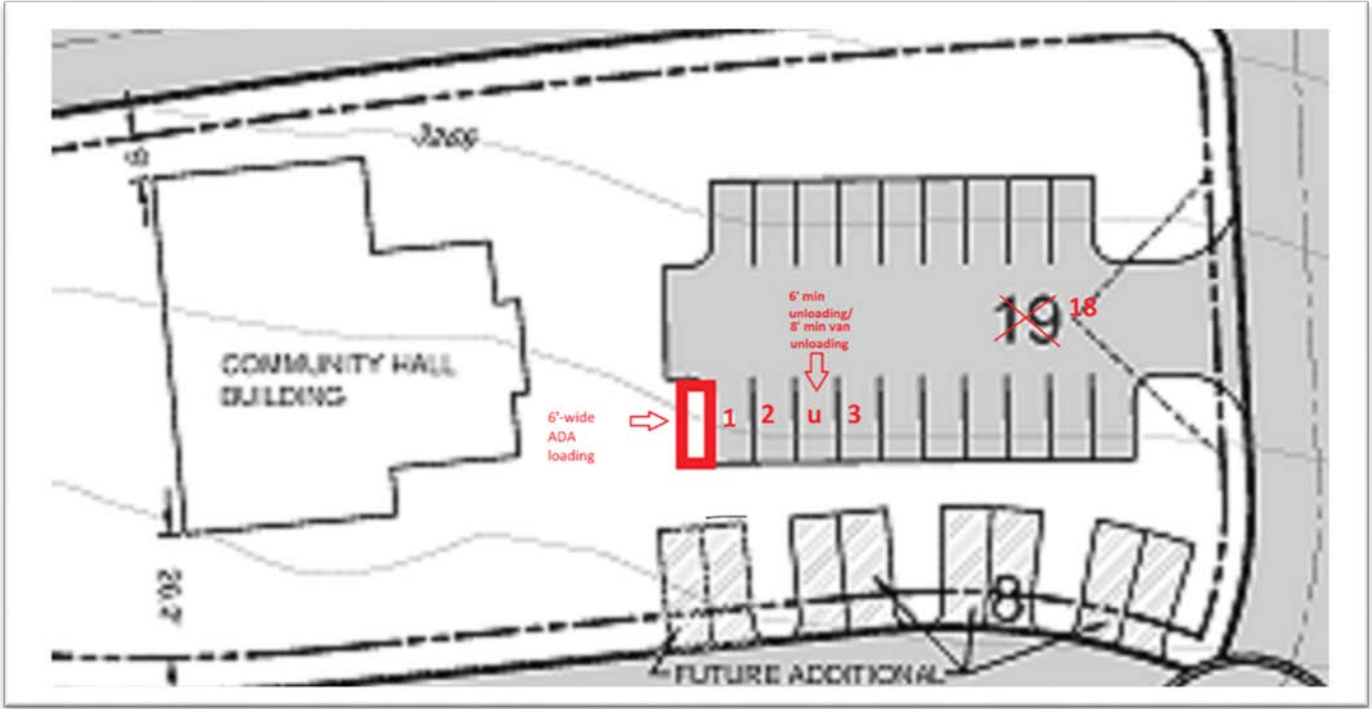 3266
6' min
unloading/
8' min van
unloading
19
18
COMMUNITY HALL
BUILDING
6'-wide
ADA
loading
1 2 u 3
8
FUTURE ADDITIONAL